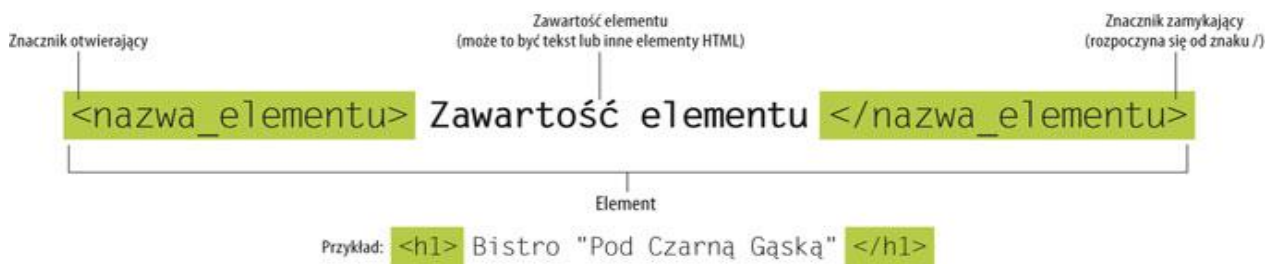 Znacznik otwierający
Zawartość elementu
(może to być tekst lub inne elementy HTML)
Znacznik zamykający
(rozpoczyna się od znaku /)
<nazwa_elementu> Zawartość elementu </nazwa_elementu>
Element
Przykład: <h1> Bistro "Pod Czarną Gąską" </h1>